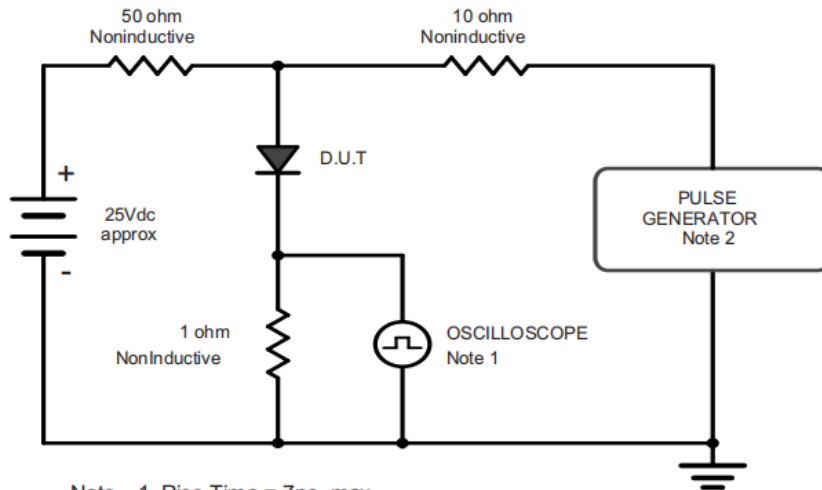 50 ohm
Noninductive
10 ohm
Noninductive
D.U.T
+
25Vdc
approx
-
PULSE
GENERATOR
Note 2
1 ohm
NonInductive
OSCILLOSCOPE
Note 1